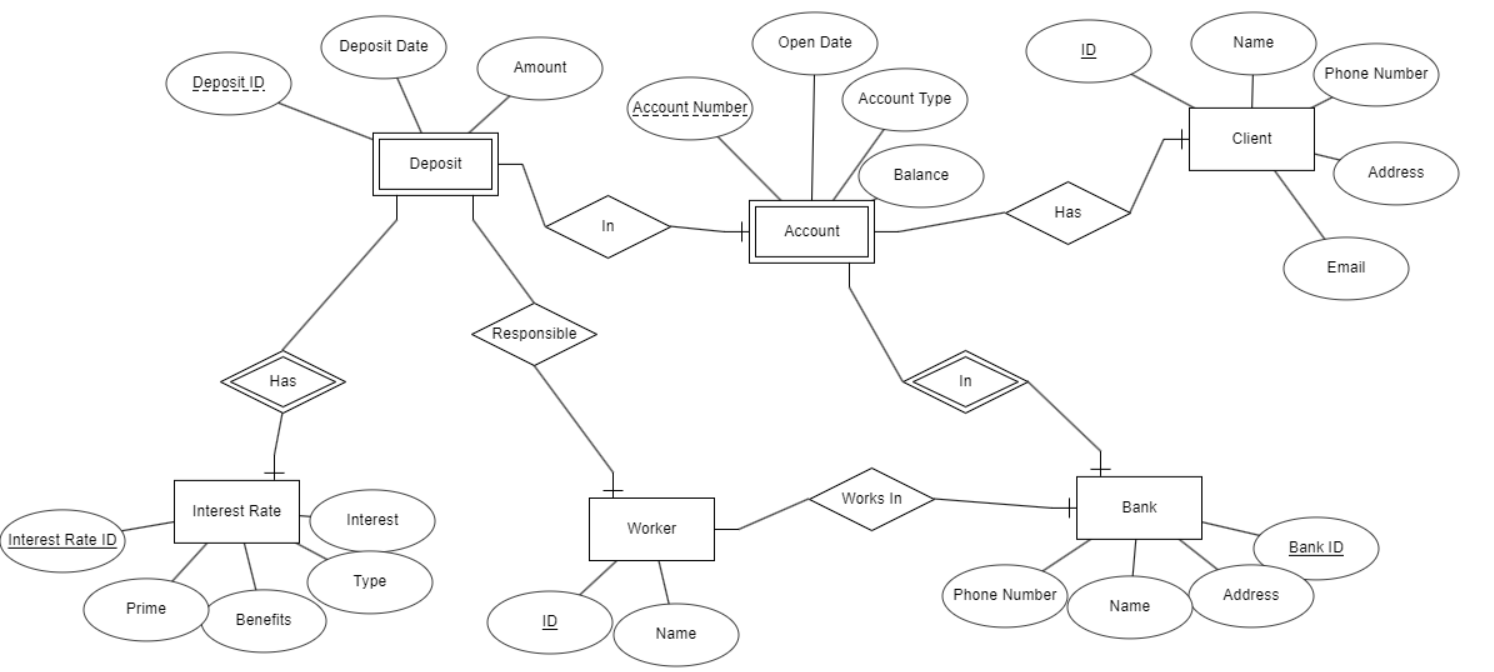 Deposit ID
Deposit Date
Amount
Deposit
Account Number
Open Date
Account Type
Balance
Account
ID
Name
Phone Number
Client
Address
Email
In
Has
Responsible
Has
In
Interest Rate
Interest Rate ID
Interest
Type
Prime
Benefits
Worker
ID
Name
Works In
Bank
Bank ID
Phone Number
Name
Address